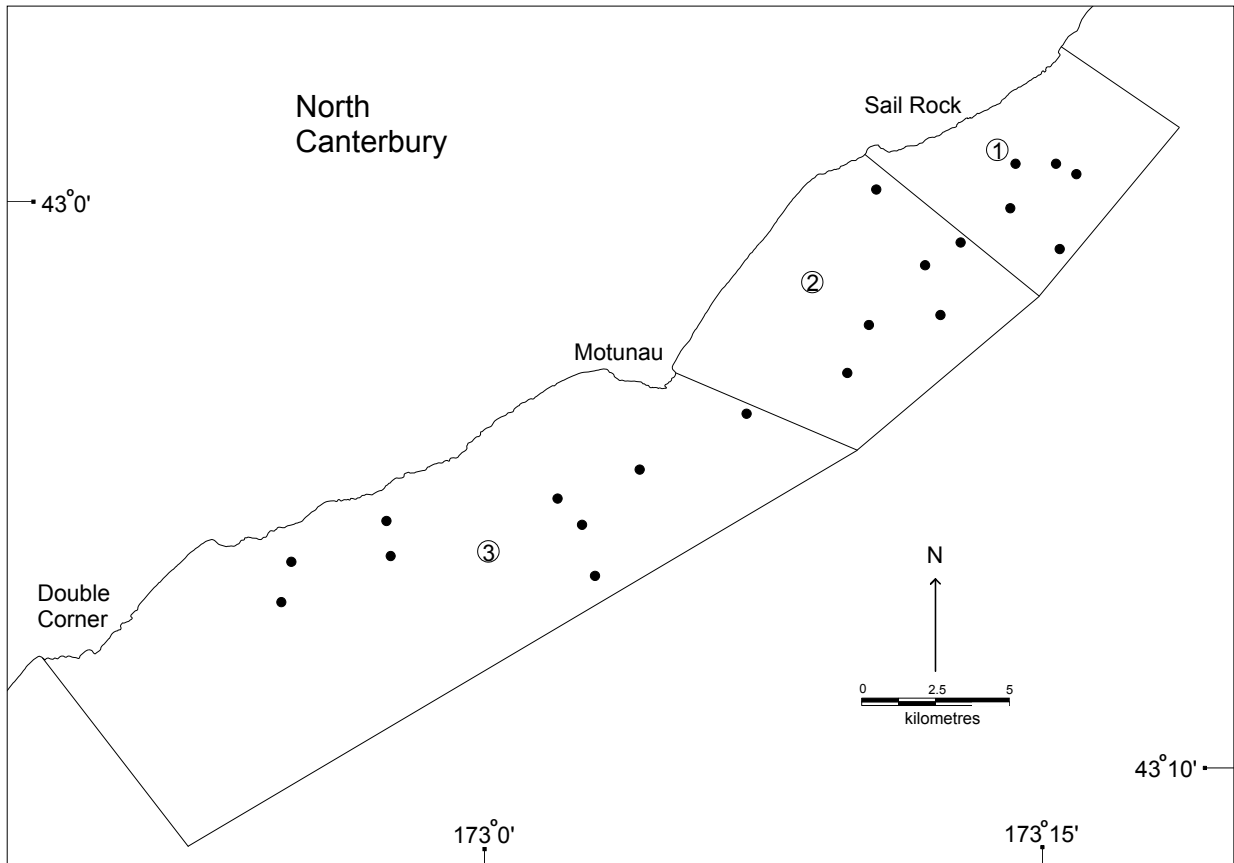 North
Canterbury
Sail Rock
1
43°0'
2
Motunau
3
Double
Corner
N
0 2.5 5
kilometres
43°10'
173°0'
173°15'